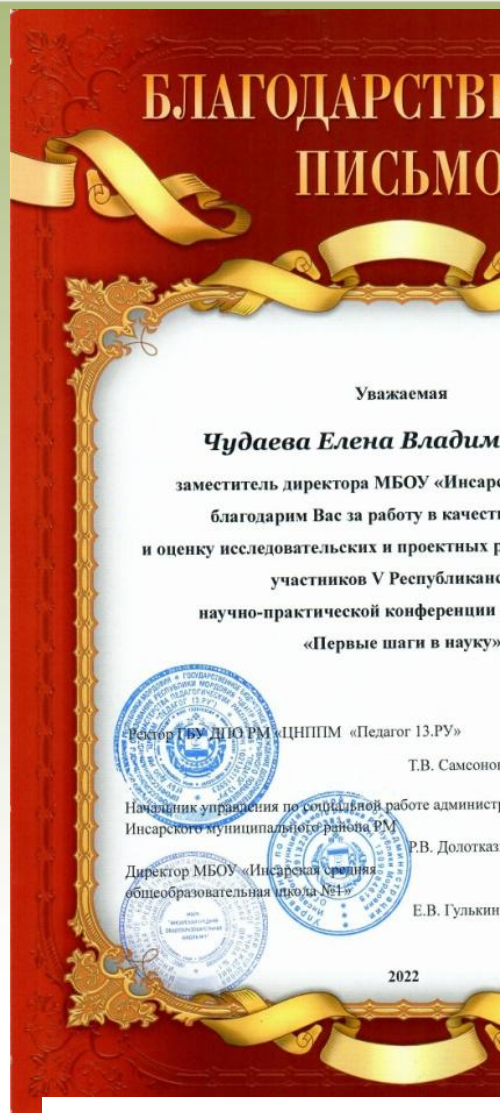 БЛАГОДАРСТВЕ
ПИСЬМО
Уважаемая
Чудаева Елена Владим
заместитель директора МБОУ «Инсарс
благодарим Вас за работу в качест
и оценку исследовательских и проектных р
участников V Республиканс
научно-практической конференции
«Первые шаги в науку»
Ректор ГБУ ДПО РМ «ЦНППМ «Педагог 13.РУ»
Т.В. Самсонов
Начальник управления по социальной работе администр
Инсарского муниципального района РМ
Р.В. Долотказ
Директор МБОУ «Инсарская средняя
общеобразовательная школа №1»
Е.В. Гулькин
2022